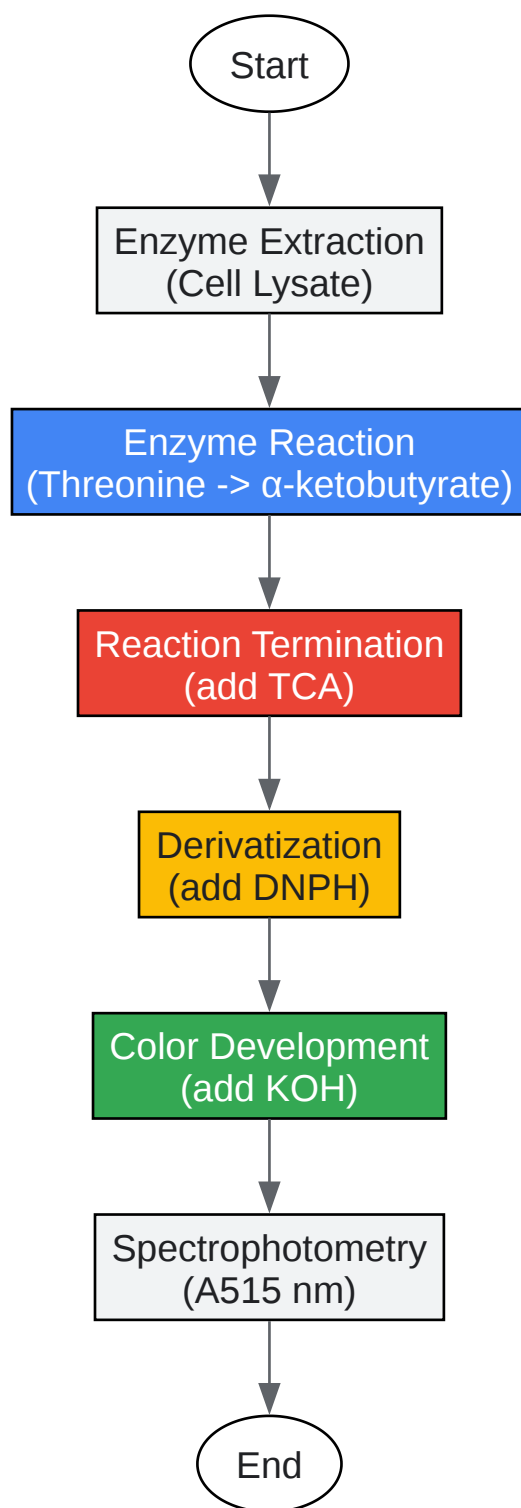 Start
Enzyme Extraction
(Cell Lysate)
Enzyme Reaction
(Threonine -> α-ketobutyrate)
Reaction Termination
(add TCA)
Derivatization
(add DNPH)
Color Development
(add KOH)
Spectrophotometry
(A515 nm)
End